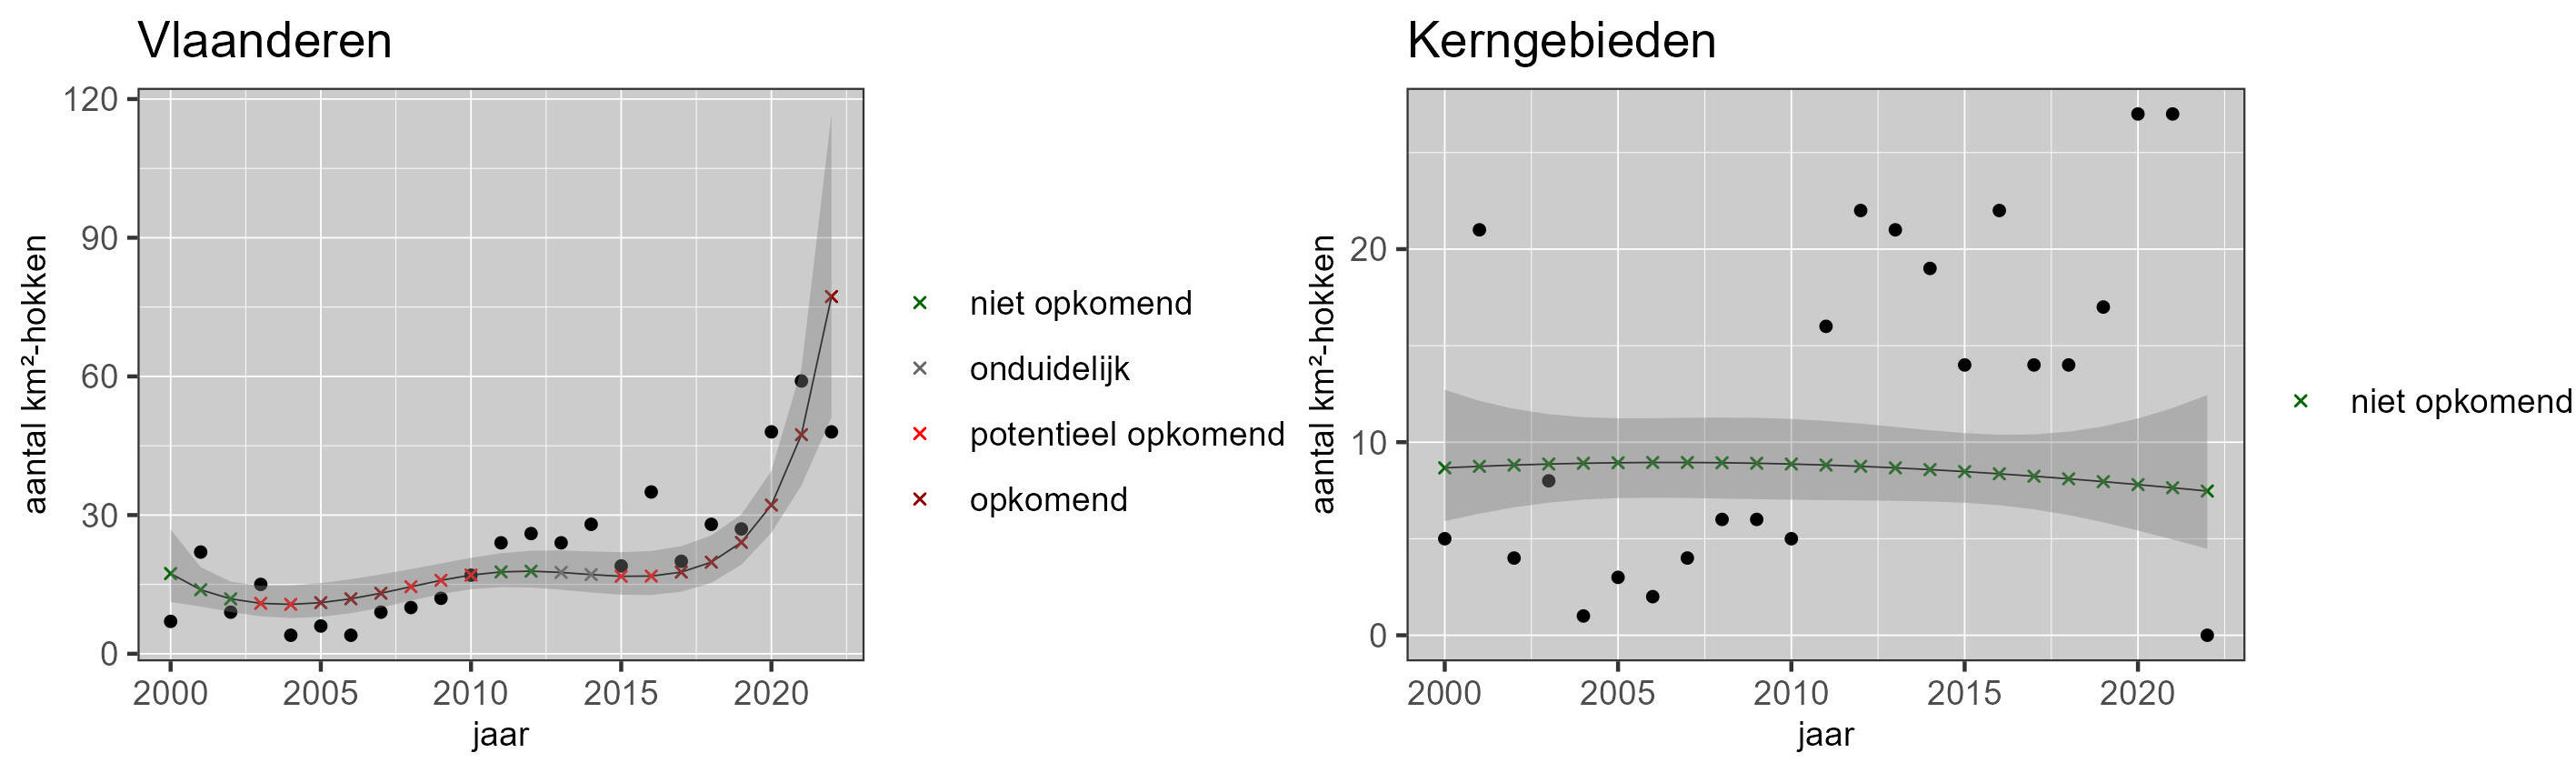 Vlaanderen
120
90
60
30
0
aantal km²-hokken
2000 2005 2010 2015 2020
jaar
niet opkomend
onduidelijk
potentieel opkomend
opkomend
Kerngebieden
20
10
0
aantal km²-hokken
2000 2005 2010 2015 2020
jaar
niet opkomend